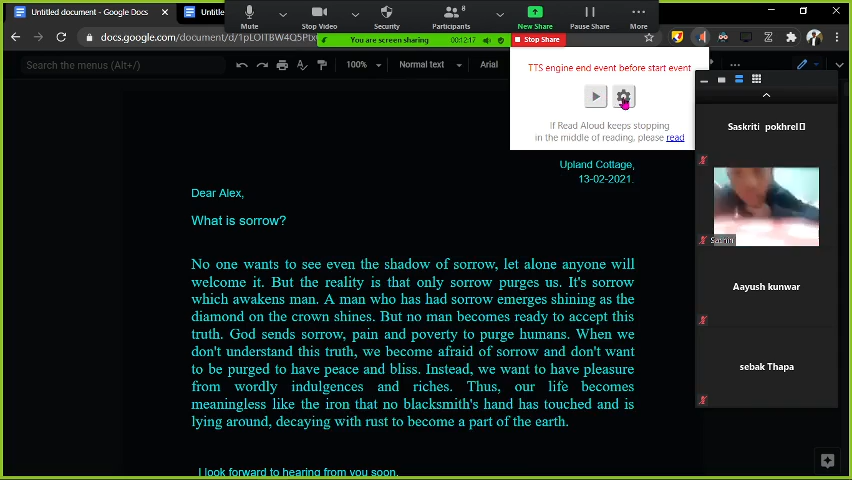 Untitled document - Google Docs
Untitled
Mute
Stop Video
Security
Participants
8
New Share
Pause Share
More
docs.google.com/document/d/1pLOITBW4Q5P
You are screen sharing
00:12:17
Stop Share
Search the menus (Alt+/)
100%
Normal text
Arial
TTS engine end event before start event
If Read Aloud keeps stopping
in the middle of reading, please read
Saskriti pokhrel
Aayush kunwar
sebak Thapa
Upland Cottage,
13-02-2021.
Dear Alex,
What is sorrow?
No one wants to see even the shadow of sorrow, let alone anyone will
welcome it. But the reality is that only sorrow purges us. It's sorrow
which awakens man. A man who has had sorrow emerges shining as the
diamond on the crown shines. But no man becomes ready to accept this
truth. God sends sorrow, pain and poverty to purge humans. When we
don't understand this truth, we become afraid of sorrow and don't want
to be purged to have peace and bliss. Instead, we want to have pleasure
from wordly indulgences and riches. Thus, our life becomes
meaningless like the iron that no blacksmith's hand has touched and is
lying around, decaying with rust to become a part of the earth.
I look forward to hearing from you soon.